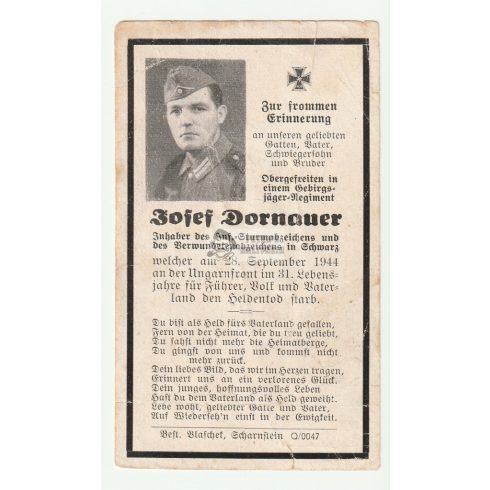 Zur frommen
Erinnerung
an unseren geliebten
Gatten, Vater,
Schwiegersohn
und Bruder
Obergefreiten in
einem Gebirgs-
jäger-Regiment
Josef Dornauer
Inhaber des Inf.-Sturmabzeichens und
des Verwundetenabzeichens in Schwarz
welcher am 28. September 1944
an der Ungarnfront im 31. Lebens-
jahre für Führer, Volk und Vater-
land den Heldentod starb.
Du bist als Held fürs Vaterland gefallen,
Fern von der Heimat, die du treu geliebt,
Du sahst nicht mehr die Heimatberge,
Du gingst von uns und kommst nicht
mehr zurück.
Dein liebes Bild, das wir im Herzen tragen,
Erinnert uns an ein verlorenes Glück.
Dein junges, hoffnungsvolles Leben
Hast du dem Vaterland als Held geweiht.
Lebe wohl, geliebter Gatte und Vater,
Auf Wiederseh'n einst in der Ewigkeit.
Best. Blaschek, Scharnstein Q/0047